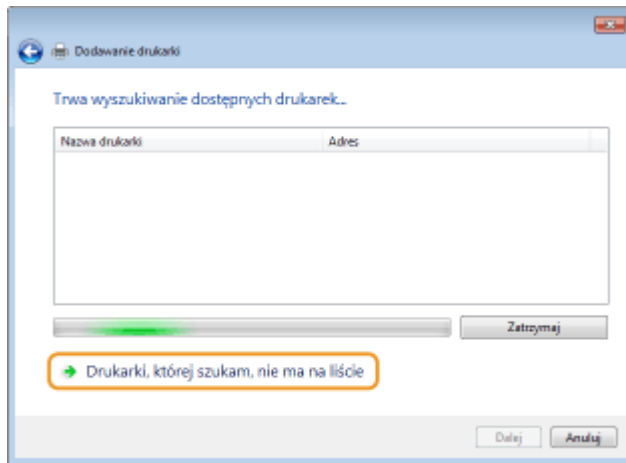 Dodawanie drukarki
Trwa wyszukiwanie dostępnych drukarek...
Nazwa drukarki Adres
Zatrzymaj
Drukarki, której szukam, nie ma na liście
Dalej Anuluj